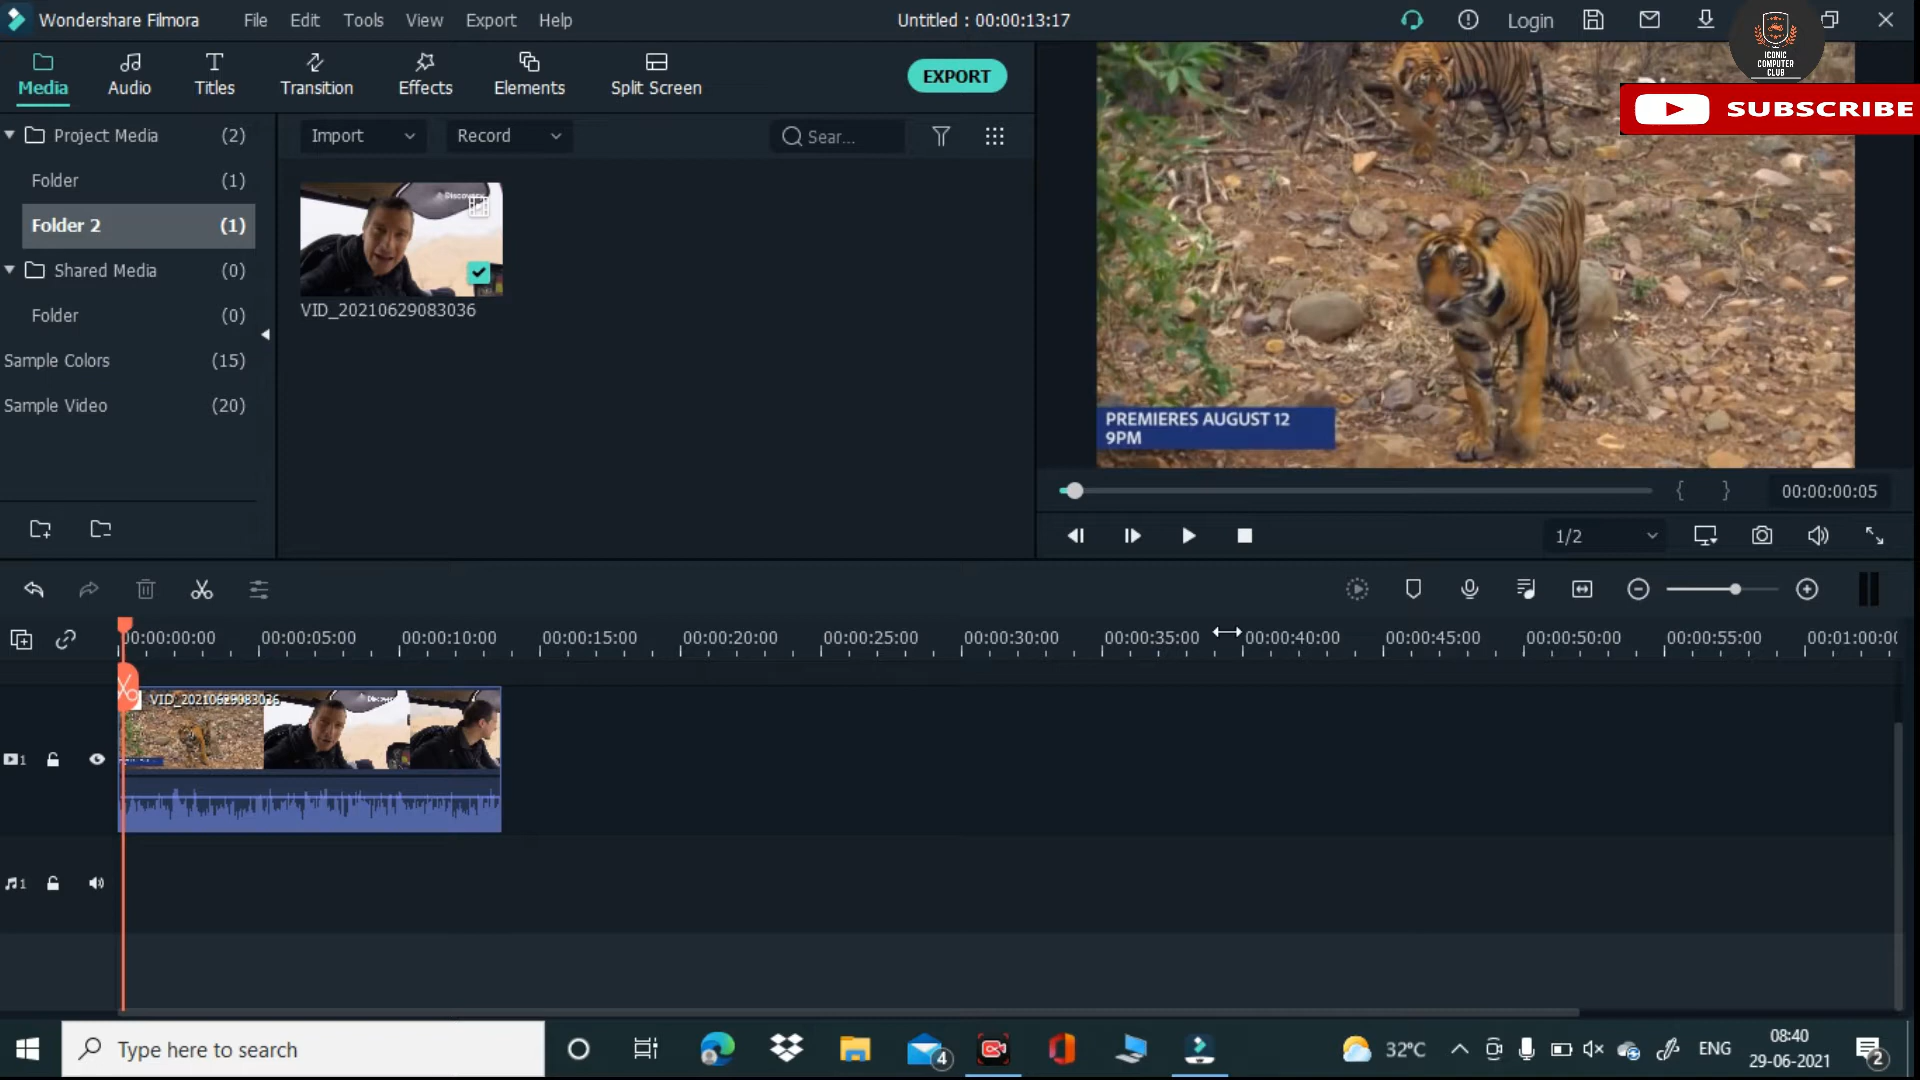 Wondershare Filmora File Edit Tools View Export Help Untitled : 00:00:13:17 Login
Media Audio Titles Transition Effects Elements Split Screen EXPORT
ICONIC
COMPUTER
CLUB
SUBSCRIBE
Project Media (2)
Folder (1)
Folder 2 (1)
Shared Media (0)
Folder (0)
Sample Colors (15)
Sample Video (20)
Import Record Sear...
Discovery
VID_20210629083036
PREMIERES AUGUST 12
9PM
{ } 00:00:00:05
1/2
00:00:00:00 00:00:05:00 00:00:10:00 00:00:15:00 00:00:20:00 00:00:25:00 00:00:30:00 00:00:35:00 00:00:40:00 00:00:45:00 00:00:50:00 00:00:55:00 00:01:00:00
VID_20210629083036
1
1
Type here to search 4 32°C ENG 08:40
29-06-2021 2